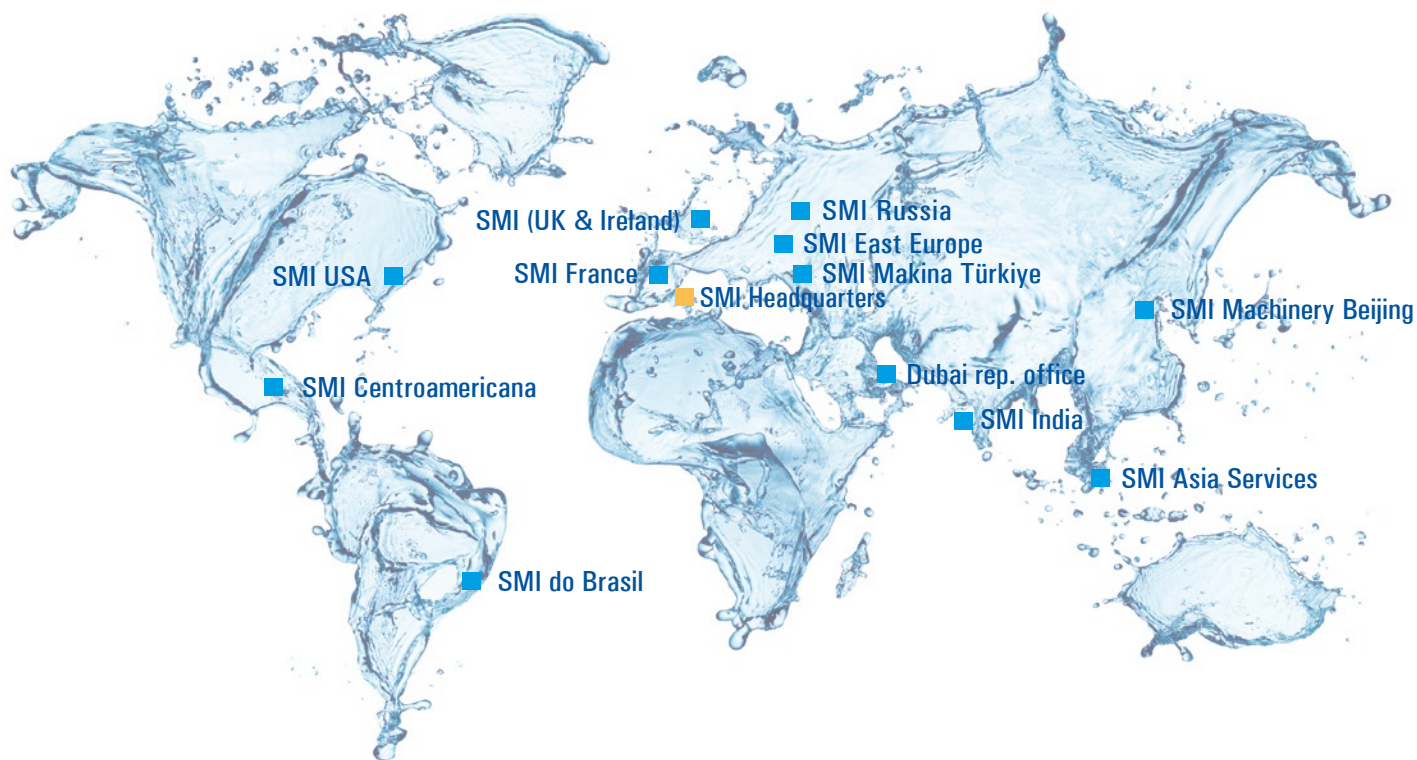 SMI (UK & Ireland)
SMI Russia
SMI East Europe
SMI USA
SMI France
SMI Makina Türkiye
SMI Headquarters
SMI Machinery Beijing
SMI Centroamericana
Dubai rep. office
SMI India
SMI Asia Services
SMI do Brasil